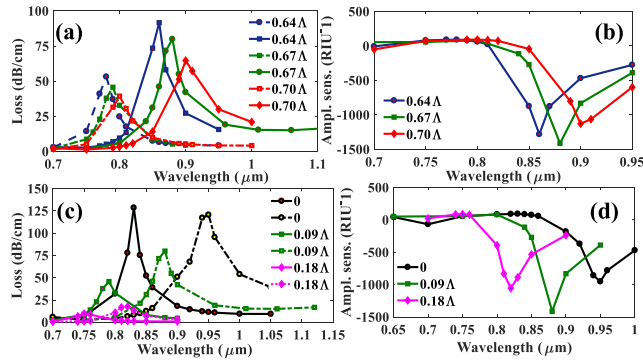 (a)
Loss (dB/cm)
100
75
50
25
0
0.64Λ
0.64Λ
0.67Λ
0.67Λ
0.70Λ
0.70Λ
0.7 0.8 0.9 1 1.1
Wavelength (μm)
(b)
Ampl. sens. (RIU^-1)
500
0
-500
-1000
-1500
0.64Λ
0.67Λ
0.70Λ
0.7 0.75 0.8 0.85 0.9 0.95
Wavelength (μm)
(c)
Loss (dB/cm)
150
125
100
75
50
25
0
0
0
0.09Λ
0.09Λ
0.18Λ
0.18Λ
0.7 0.75 0.8 0.85 0.9 0.95 1 1.05 1.1 1.15
Wavelength (μm)
(d)
Ampl. sens. (RIU^-1)
500
0
-500
-1000
-1500
0
0.09Λ
0.18Λ
0.65 0.7 0.75 0.8 0.85 0.9 0.95 1
Wavelength (μm)